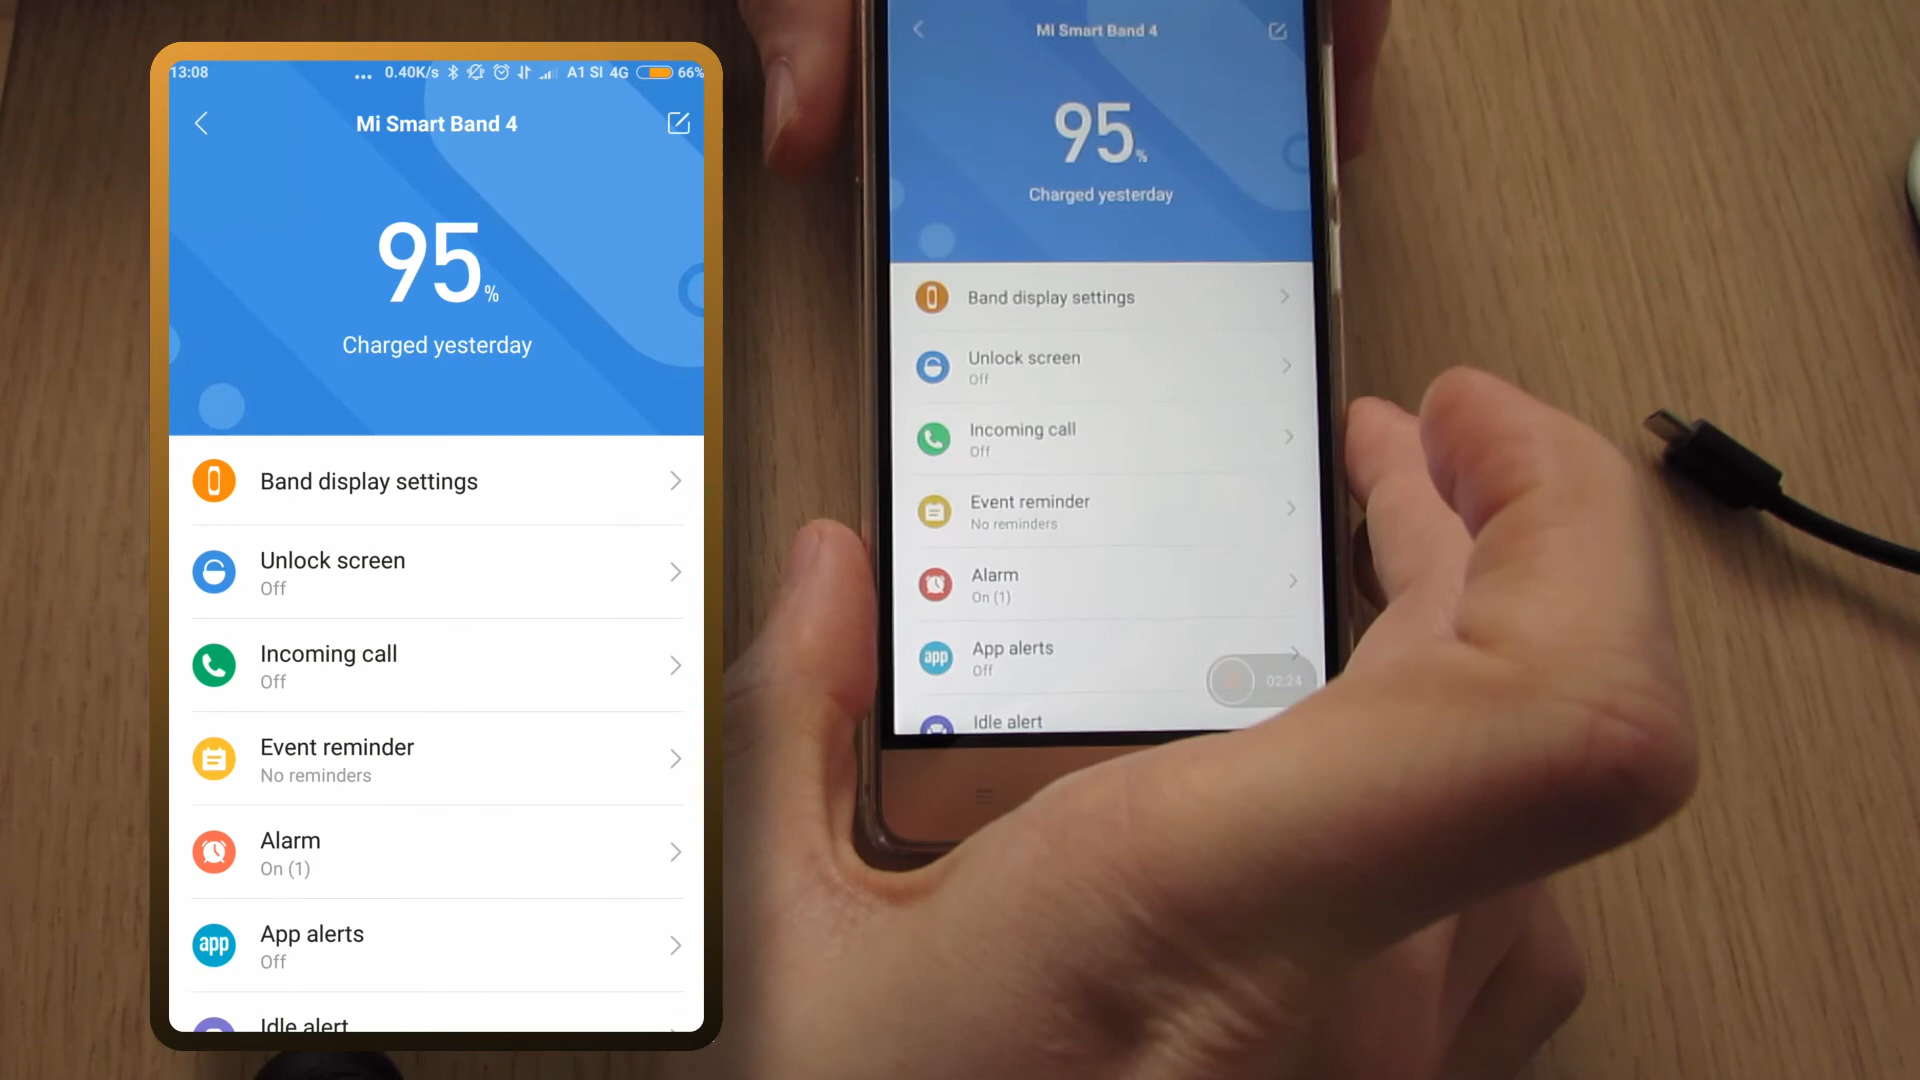 13:08 ... 0.40K/s A1 SI 4G 66%
Mi Smart Band 4
95%
Charged yesterday
Band display settings
Unlock screen
Off
Incoming call
Off
Event reminder
No reminders
Alarm
On (1)
app
App alerts
Off
Idle alert
Mi Smart Band 4
95%
Charged yesterday
Band display settings
Unlock screen
Off
Incoming call
Off
Event reminder
No reminders
Alarm
On (1)
app
App alerts
Off
02:24
Idle alert